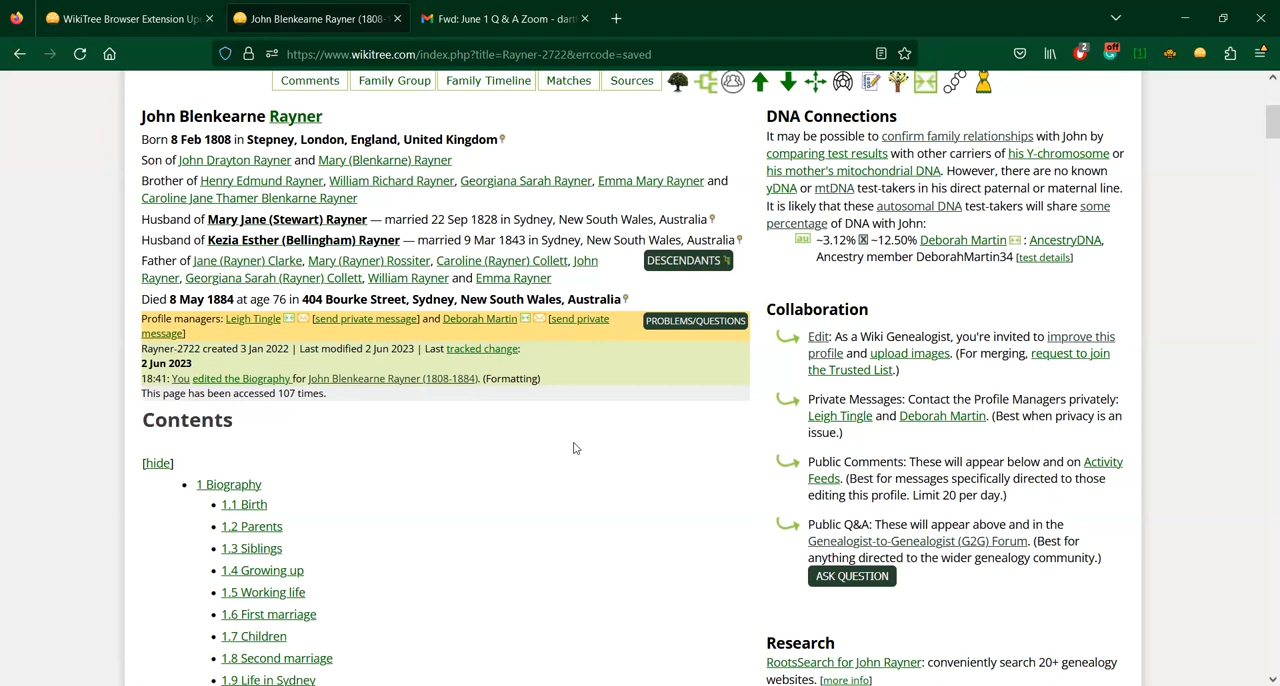 WikiTree Browser Extension Up
John Blenkearne Rayner (1808-
Fwd: June 1 Q & A Zoom - dart
https://www.wikitree.com/index.php?title=Rayner-2722&errcode=saved
2
off
[1]
Comments
Family Group
Family Timeline
Matches
Sources
John Blenkearne Rayner
Born 8 Feb 1808 in Stepney, London, England, United Kingdom
Son of John Drayton Rayner and Mary (Blenkarne) Rayner
Brother of Henry Edmund Rayner, William Richard Rayner, Georgiana Sarah Rayner, Emma Mary Rayner and
Caroline Jane Thamer Blenkarne Rayner
Husband of Mary Jane (Stewart) Rayner — married 22 Sep 1828 in Sydney, New South Wales, Australia
Husband of Kezia Esther (Bellingham) Rayner — married 9 Mar 1843 in Sydney, New South Wales, Australia
Father of Jane (Rayner) Clarke, Mary (Rayner) Rossiter, Caroline (Rayner) Collett, John
Rayner, Georgiana Sarah (Rayner) Collett, William Rayner and Emma Rayner
DESCENDANTS
Died 8 May 1884 at age 76 in 404 Bourke Street, Sydney, New South Wales, Australia
Profile managers: Leigh Tingle [send private message] and Deborah Martin [send private
message]
PROBLEMS/QUESTIONS
Rayner-2722 created 3 Jan 2022 | Last modified 2 Jun 2023 | Last tracked change:
2 Jun 2023
18:41: You edited the Biography for John Blenkearne Rayner (1808-1884). (Formatting)
This page has been accessed 107 times.
Contents
[hide]
1 Biography
1.1 Birth
1.2 Parents
1.3 Siblings
1.4 Growing up
1.5 Working life
1.6 First marriage
1.7 Children
1.8 Second marriage
1.9 Life in Sydney
DNA Connections
It may be possible to confirm family relationships with John by
comparing test results with other carriers of his Y-chromosome or
his mother's mitochondrial DNA. However, there are no known
yDNA or mtDNA test-takers in his direct paternal or maternal line.
It is likely that these autosomal DNA test-takers will share some
percentage of DNA with John:
au ~3.12% ~12.50% Deborah Martin : AncestryDNA,
Ancestry member DeborahMartin34 [test details]
Collaboration
Edit: As a Wiki Genealogist, you're invited to improve this
profile and upload images. (For merging, request to join
the Trusted List.)
Private Messages: Contact the Profile Managers privately:
Leigh Tingle and Deborah Martin. (Best when privacy is an
issue.)
Public Comments: These will appear below and on Activity
Feeds. (Best for messages specifically directed to those
editing this profile. Limit 20 per day.)
Public Q&A: These will appear above and in the
Genealogist-to-Genealogist (G2G) Forum. (Best for
anything directed to the wider genealogy community.)
ASK QUESTION
Research
RootsSearch for John Rayner: conveniently search 20+ genealogy
websites. [more info]